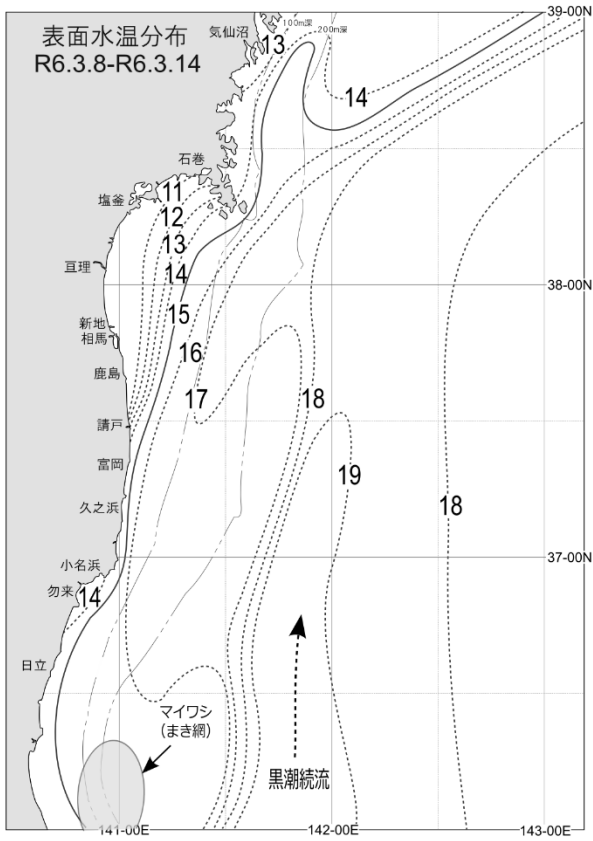 表面水温分布
R6.3.8-R6.3.14
気仙沼
100m深
200m深
39-00N
13
14
石巻
塩釜
11
12
13
亘理
14
38-00N
新地
相馬
15
16
鹿島
17
18
請戸
富岡
19
18
久之浜
37-00N
小名浜
勿来
14
日立
マイワシ
(まき網)
黒潮続流
141-00E
142-00E
143-00E